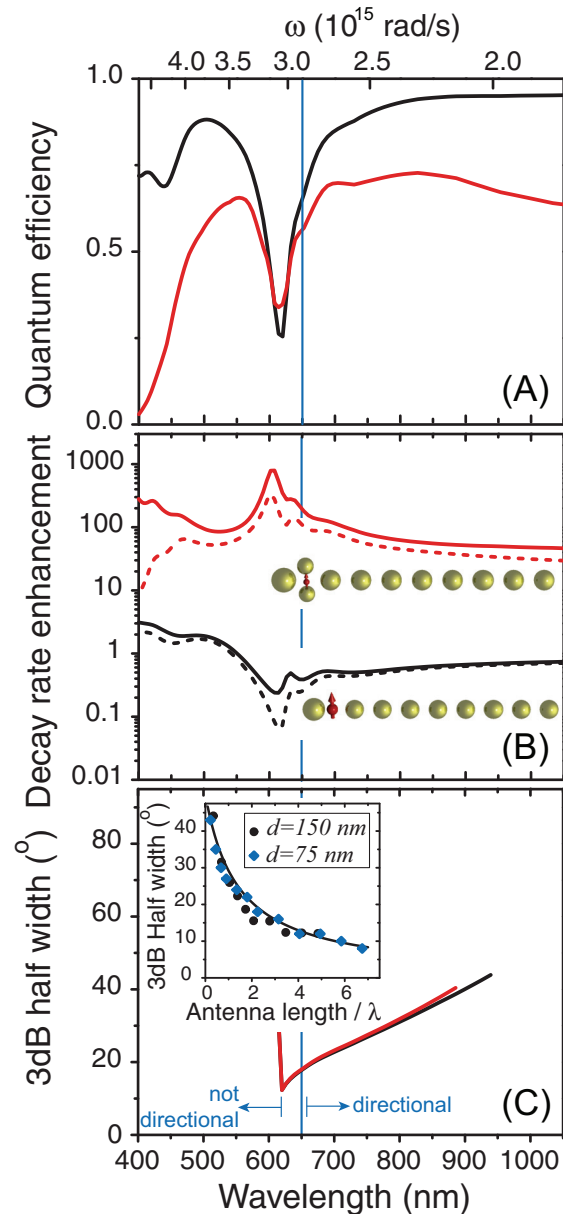 ω (10¹⁵ rad/s)
4.0 3.5 3.0 2.5 2.0
Quantum efficiency
1.0
0.5
0.0
(A)
Decay rate enhancement
1000
100
10
1
0.1
0.01
(B)
3dB half width (°)
80
60
40
20
0
3dB Half width (°)
40
30
20
10
0
d=150 nm
d=75 nm
0 2 4 6
Antenna length / λ
not
directional
directional
(C)
400 500 600 700 800 900 1000
Wavelength (nm)